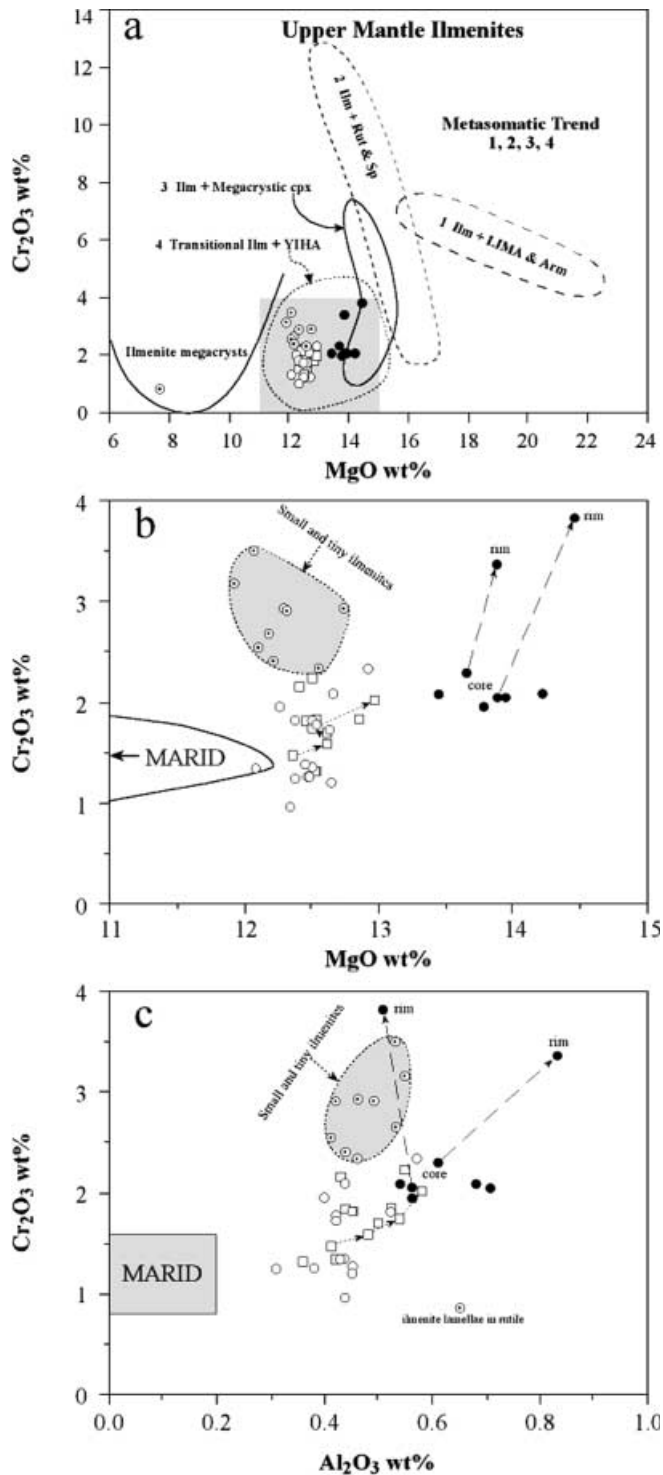 a
Upper Mantle Ilmenites
Metasomatic Trend
1, 2, 3, 4
2 Ilm + Rut & Sp
3 Ilm + Megacrystic cpx
1 Ilm + LIMA & Arm
4 Transitional Ilm + YIHA
Ilmenite megacrysts
Cr2O3 wt%
14
12
10
8
6
4
2
0
6 8 10 12 14 16 18 20 22 24
MgO wt%
b
Small and tiny ilmenites
rim
rim
core
MARID
Cr2O3 wt%
4
3
2
1
0
11 12 13 14 15
MgO wt%
c
Small and tiny ilmenites
rim
rim
core
MARID
ilmenite lamellae in rutile
Cr2O3 wt%
4
3
2
1
0
0.0 0.2 0.4 0.6 0.8 1.0
Al2O3 wt%